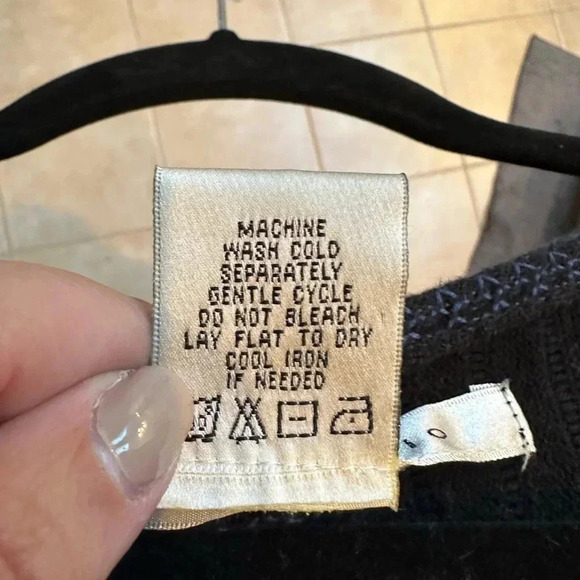 MACHINE
WASH COLD
SEPARATELY
GENTLE CYCLE
DO NOT BLEACH
LAY FLAT TO DRY
COOL IRON
IF NEEDED